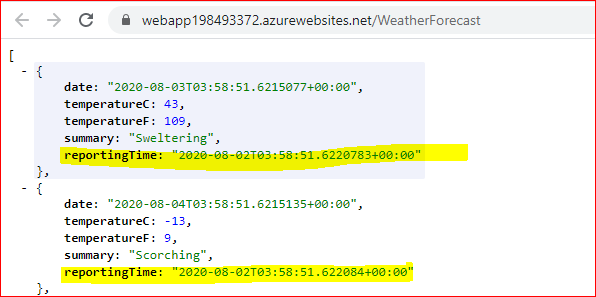 webapp198493372.azurewebsites.net/WeatherForecast
[
- {
date: "2020-08-03T03:58:51.6215077+00:00",
temperatureC: 43,
temperatureF: 109,
summary: "Sweltering",
reportingTime: "2020-08-02T03:58:51.6220783+00:00"
},
- {
date: "2020-08-04T03:58:51.6215135+00:00",
temperatureC: -13,
temperatureF: 9,
summary: "Scorching",
reportingTime: "2020-08-02T03:58:51.622084+00:00"
},